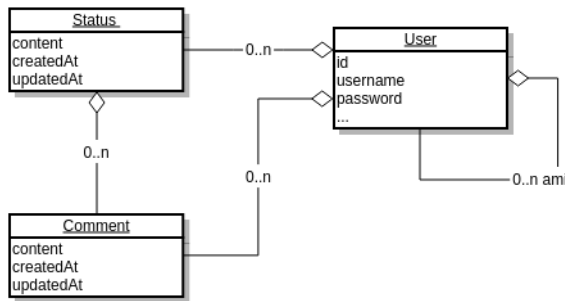 Status
content
createdAt
updatedAt
0..n
User
id
username
password
...
0..n
0..n
0..n ami
Comment
content
createdAt
updatedAt